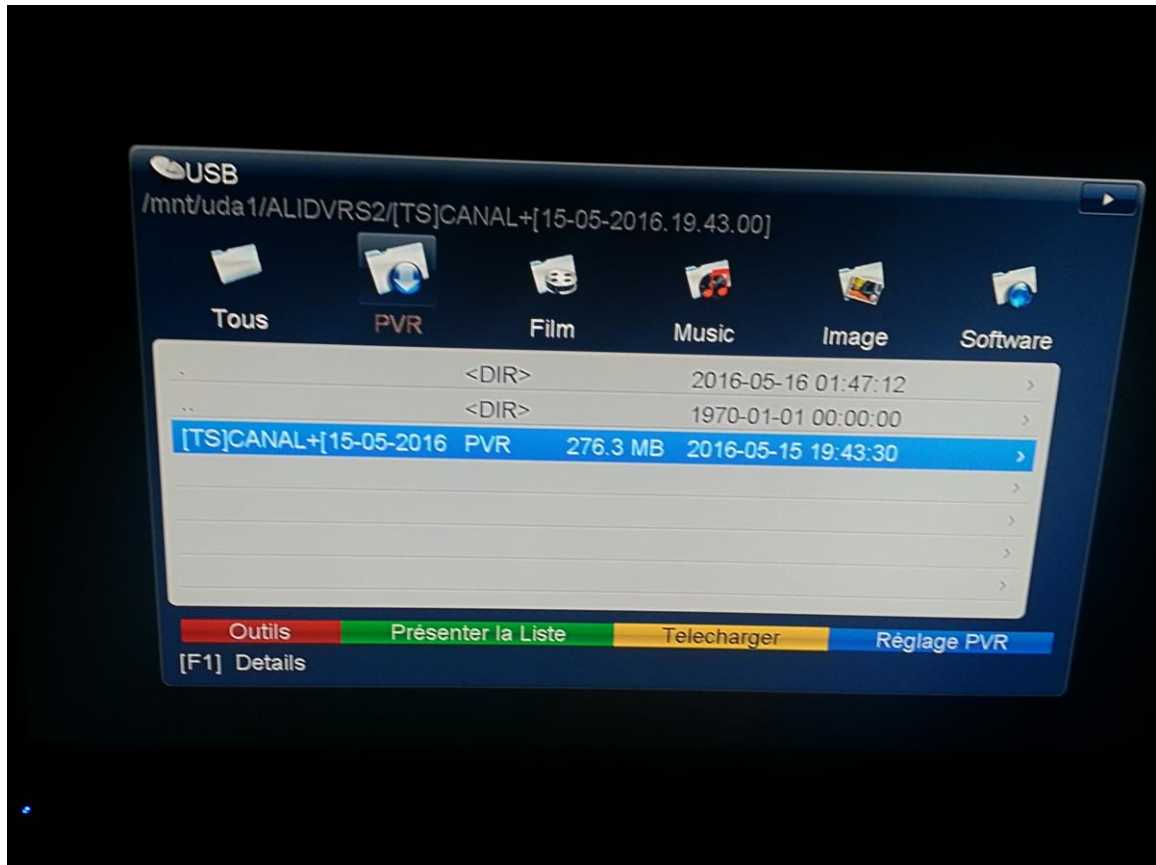 USB
/mnt/uda1/ALIDVRS2/[TS]CANAL+[15-05-2016.19.43.00]
Tous PVR Film Music Image Software
. <DIR> 2016-05-16 01:47:12
.. <DIR> 1970-01-01 00:00:00
[TS]CANAL+[15-05-2016 PVR 276.3 MB 2016-05-15 19:43:30
Outils Présenter la Liste Telecharger Réglage PVR
[F1] Details